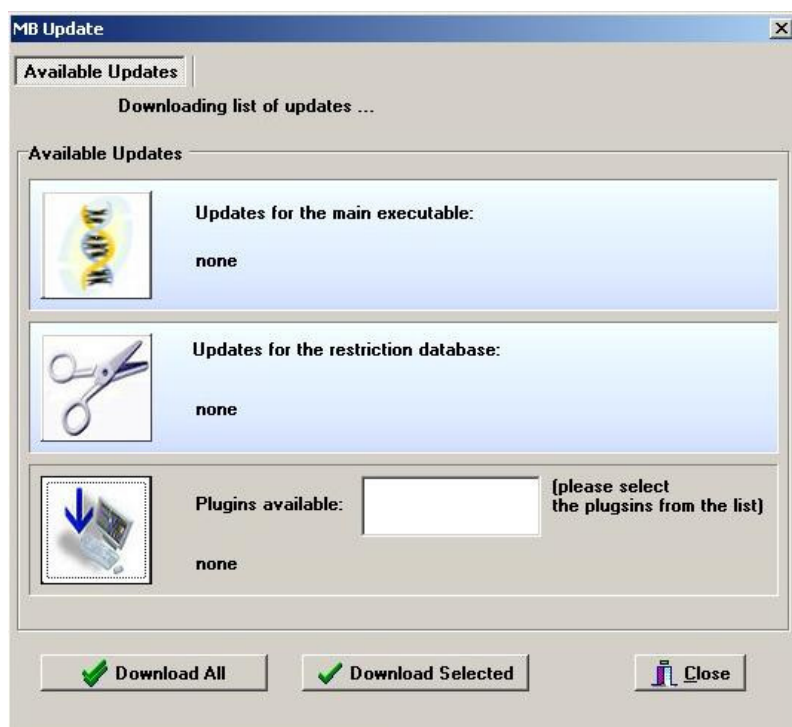 MB Update
Available Updates
Downloading list of updates ...
Available Updates
Updates for the main executable:
none
Updates for the restriction database:
none
Plugins available:
(please select
the plugsins from the list)
none
Download All
Download Selected
Close